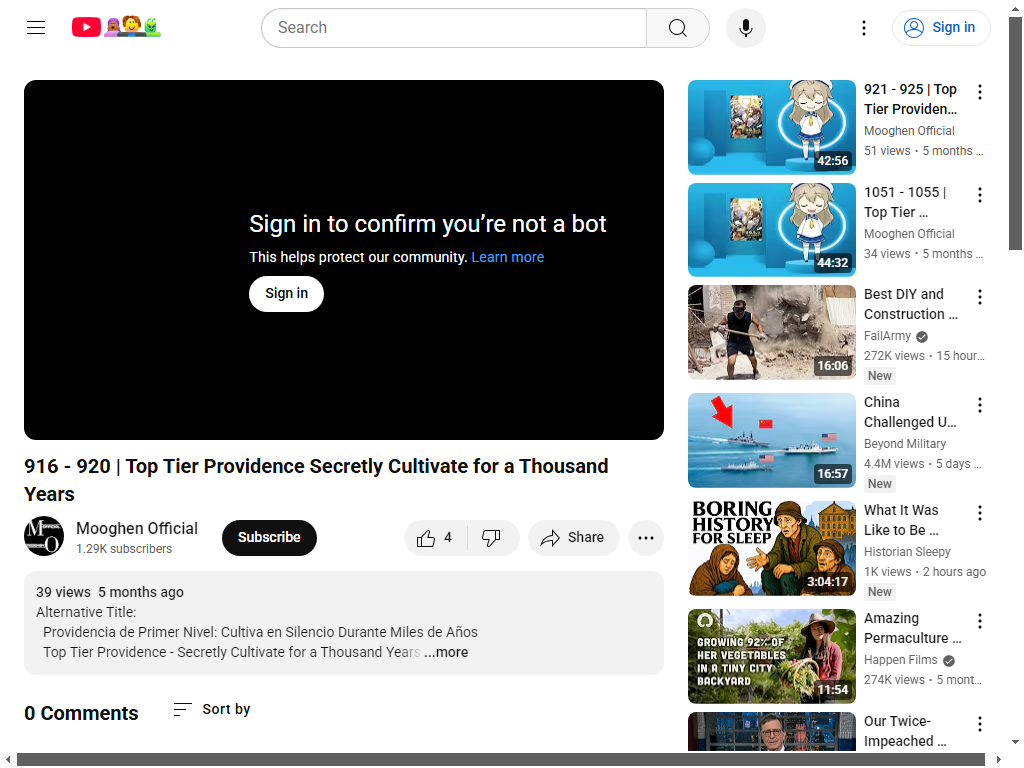 Search
Sign in
Sign in to confirm you're not a bot
This helps protect our community. Learn more
Sign in
916 - 920 | Top Tier Providence Secretly Cultivate for a Thousand
Years
Mooghen Official
1.29K subscribers
Subscribe
4
Share
39 views 5 months ago
Alternative Title:
Providencia de Primer Nivel: Cultiva en Silencio Durante Miles de Años
Top Tier Providence - Secretly Cultivate for a Thousand Years ...more
0 Comments
Sort by
42:56
921 - 925 | Top
Tier Providen...
Mooghen Official
51 views • 5 months ...
44:32
1051 - 1055 |
Top Tier ...
Mooghen Official
34 views • 5 months ...
16:06
Best DIY and
Construction ...
FailArmy
272K views • 15 hour...
New
16:57
China
Challenged U...
Beyond Military
4.4M views • 5 days ...
New
BORING
HISTORY
FOR SLEEP
3:04:17
What It Was
Like to Be ...
Historian Sleepy
1K views • 2 hours ago
New
GROWING 92% OF
HER VEGETABLES
IN A TINY CITY
BACKYARD
11:54
Amazing
Permaculture ...
Happen Films
274K views • 5 mont...
Our Twice-
Impeached ...